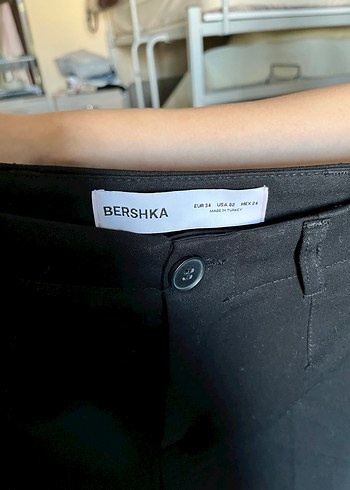 BERSHKA
EUR 34 USA 02 MEX 24
MADE IN TURKEY